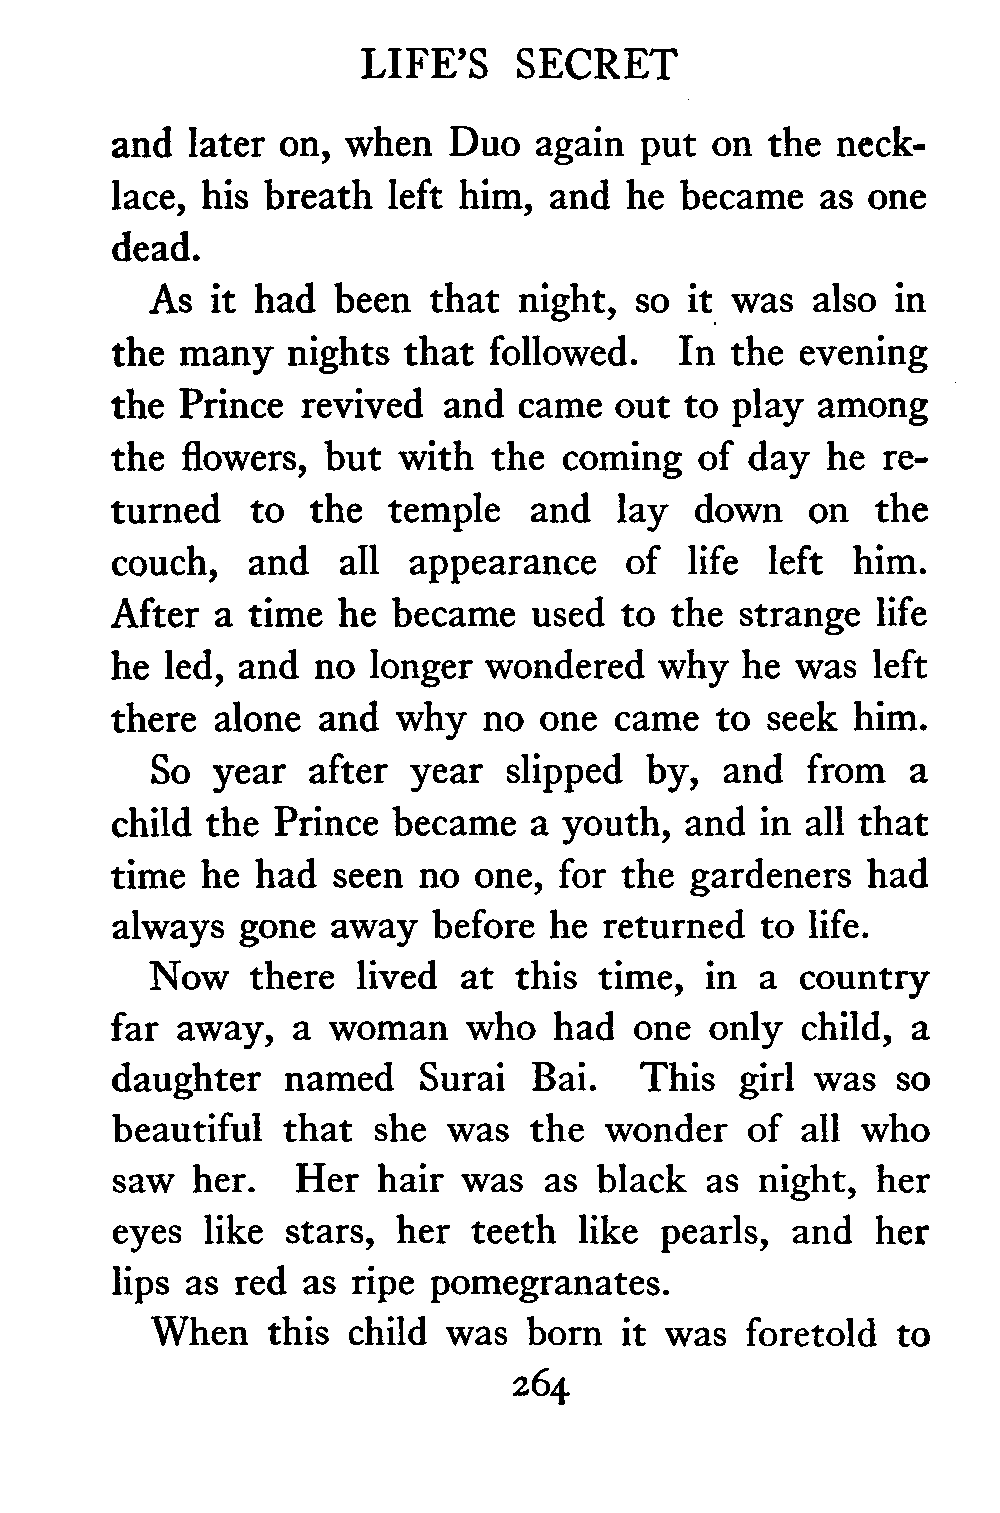 LIFE'S SECRET
and later on, when Duo again put on the neck-
lace, his breath left him, and he became as one
dead.
As it had been that night, so it was also in
the many nights that followed. In the evening
the Prince revived and came out to play among
the flowers, but with the coming of day he re-
turned to the temple and lay down on the
couch, and all appearance of life left him.
After a time he became used to the strange life
he led, and no longer wondered why he was left
there alone and why no one came to seek him.
So year after year slipped by, and from a
child the Prince became a youth, and in all that
time he had seen no one, for the gardeners had
always gone away before he returned to life.
Now there lived at this time, in a country
far away, a woman who had one only child, a
daughter named Surai Bai. This girl was so
beautiful that she was the wonder of all who
saw her. Her hair was as black as night, her
eyes like stars, her teeth like pearls, and her
lips as red as ripe pomegranates.
When this child was born it was foretold to
264